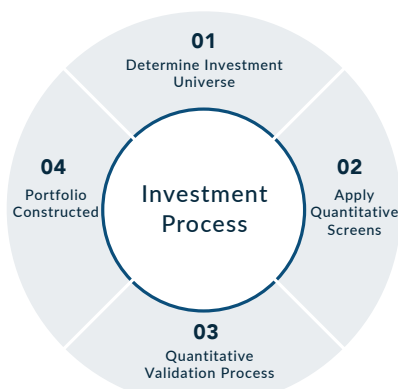 01
Determine Investment
Universe
02
Apply
Quantitative
Screens
03
Quantitative
Validation Process
04
Portfolio
Constructed
Investment
Process